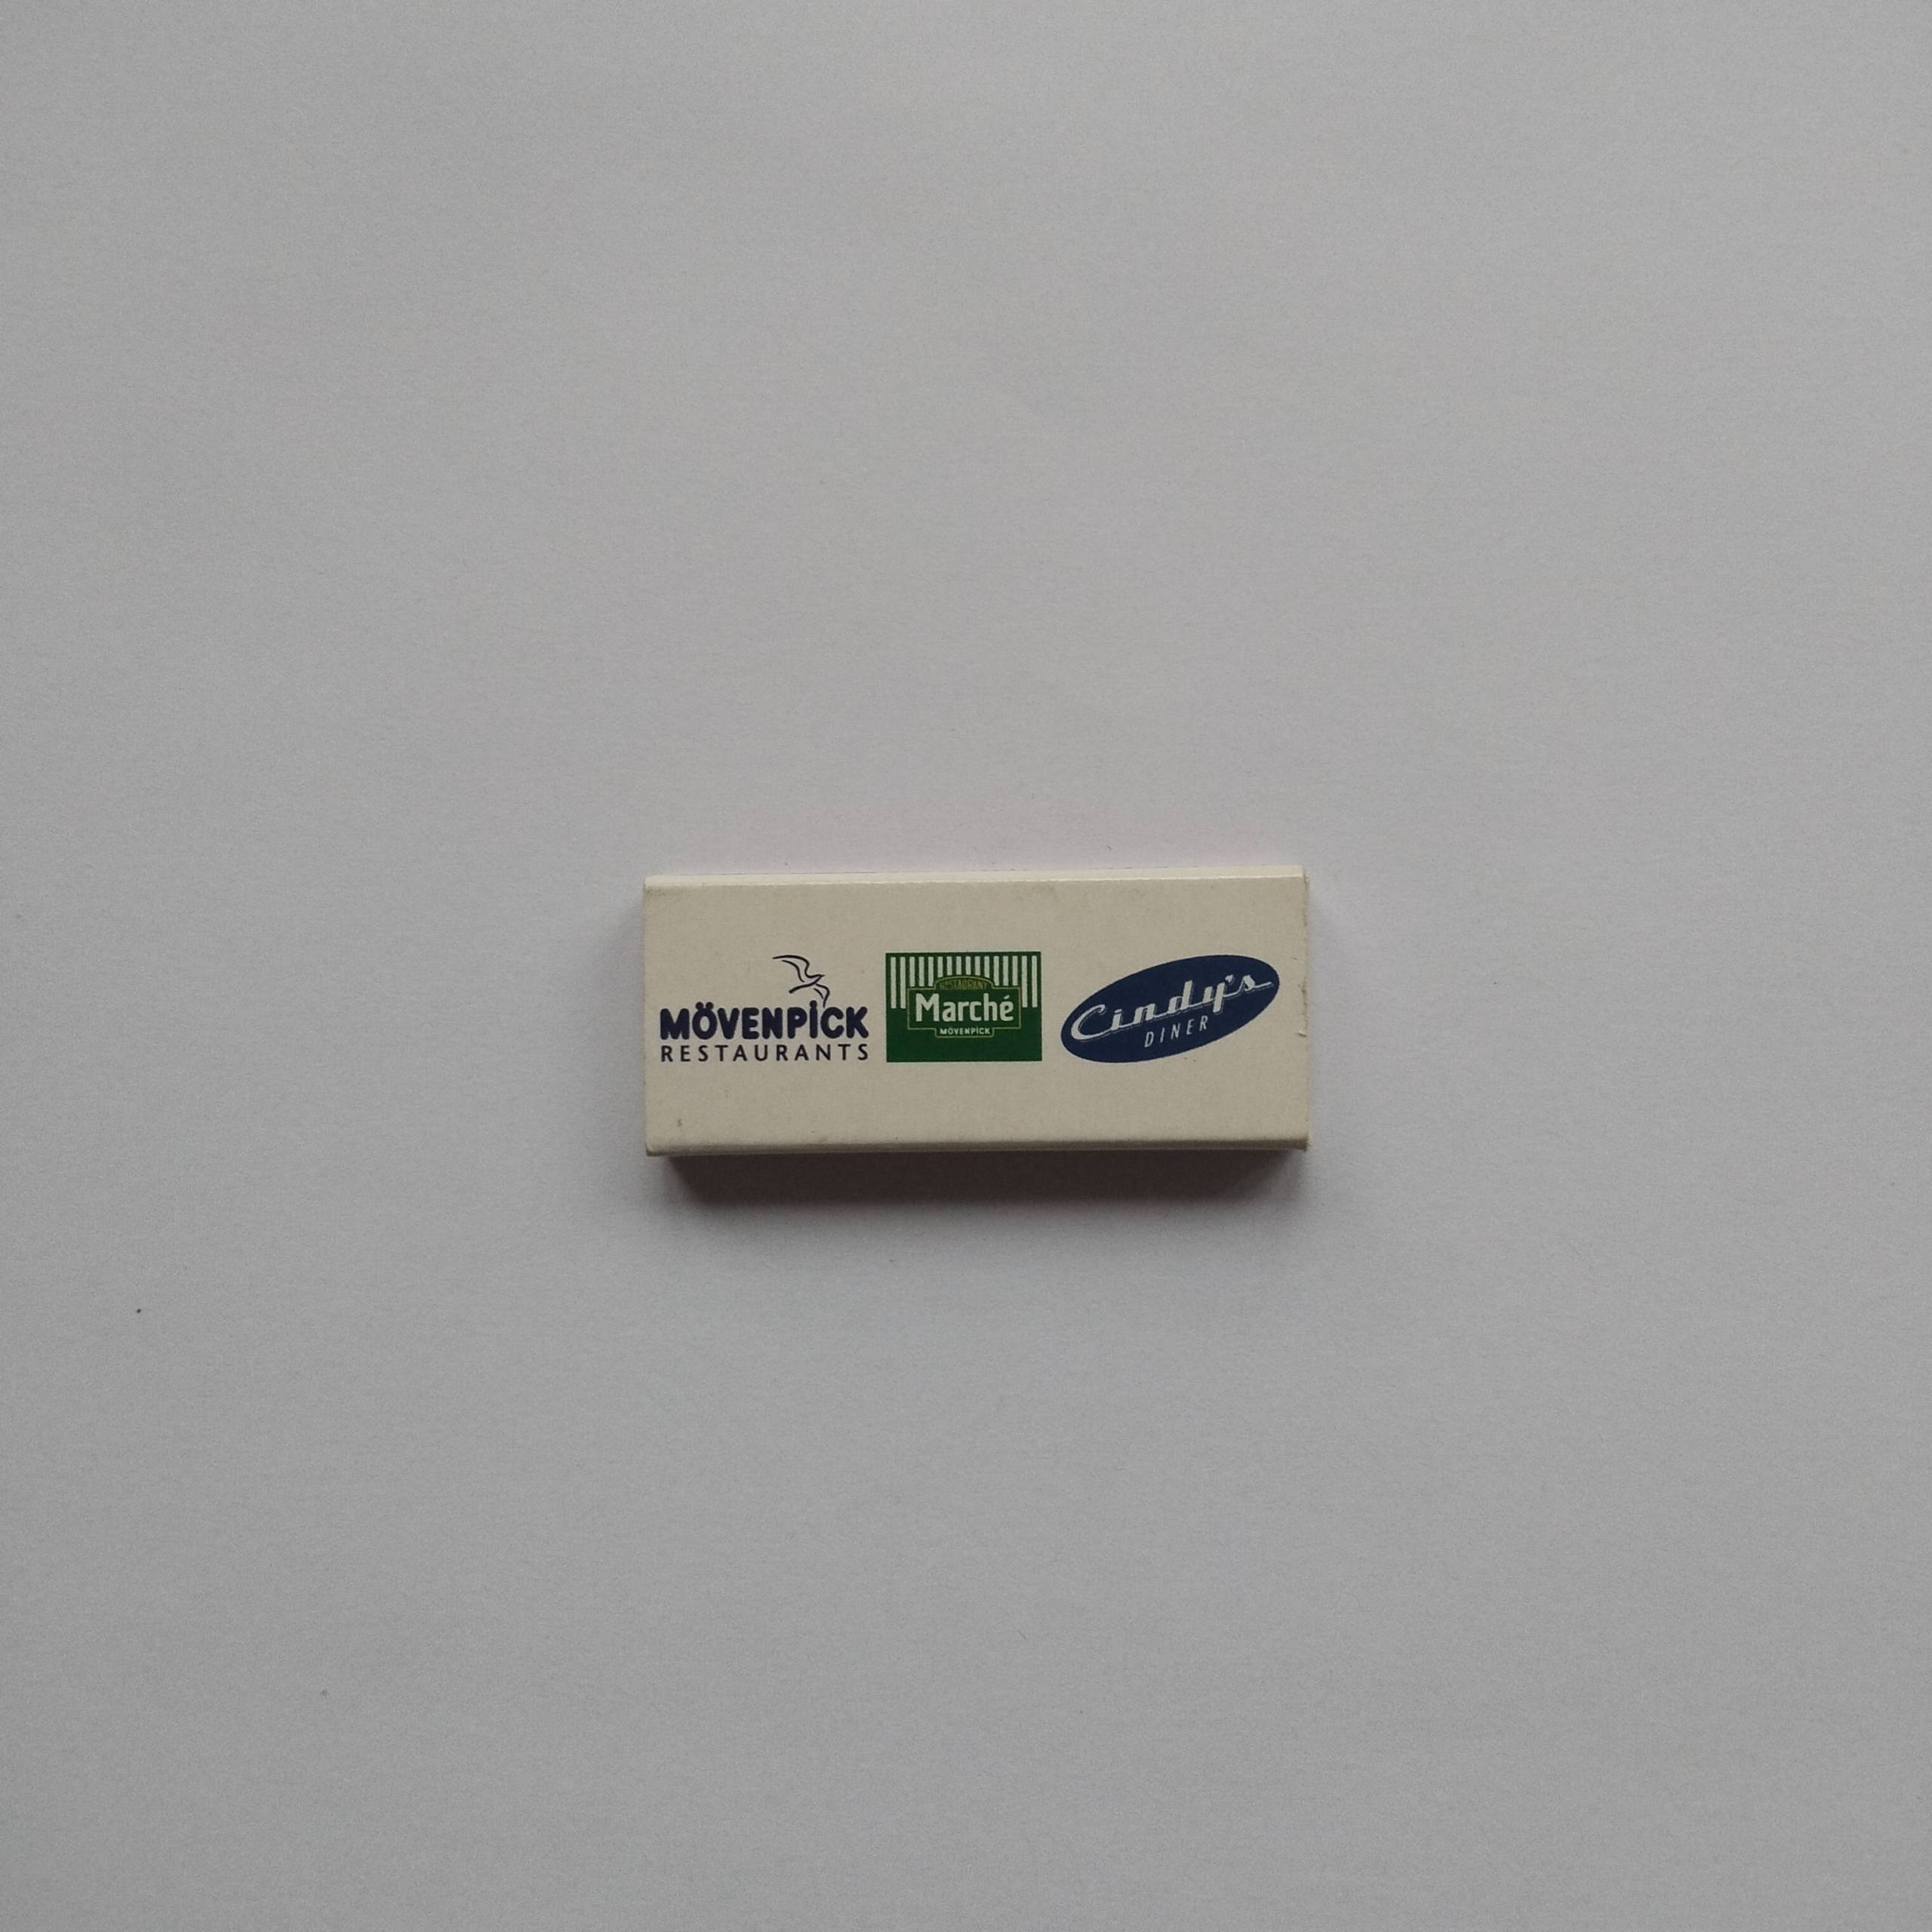 MÖVENPICK
RESTAURANTS
RESTAURANT
Marché
MÖVENPICK
Cindy's
DINER